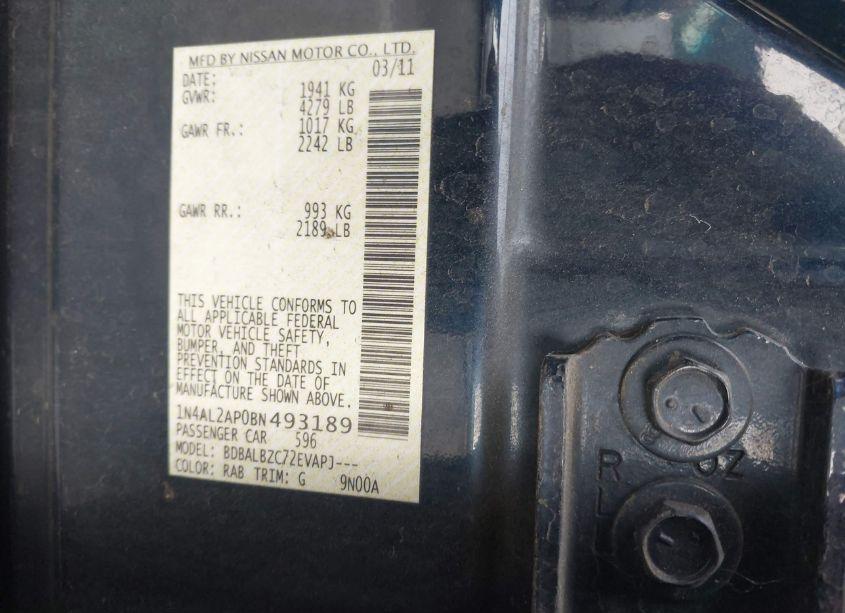 MFD BY NISSAN MOTOR CO., LTD.
DATE: 03/11
GVWR: 1941 KG
4279 LB
GAWR FR.: 1017 KG
2242 LB
GAWR RR.: 993 KG
2189 LB
THIS VEHICLE CONFORMS TO
ALL APPLICABLE FEDERAL
MOTOR VEHICLE SAFETY,
BUMPER, AND THEFT
PREVENTION STANDARDS IN
EFFECT ON THE DATE OF
MANUFACTURE SHOWN ABOVE.
1N4AL2AP0BN493189
PASSENGER CAR 596
MODEL: BDBALBZC72EVAPJ---
COLOR: RAB TRIM: G 9N00A